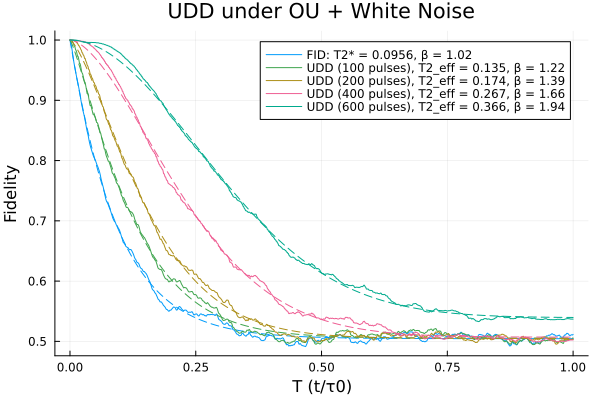 UDD under OU + White Noise
FID: T2* = 0.0956, β = 1.02
UDD (100 pulses), T2_eff = 0.135, β = 1.22
UDD (200 pulses), T2_eff = 0.174, β = 1.39
UDD (400 pulses), T2_eff = 0.267, β = 1.66
UDD (600 pulses), T2_eff = 0.366, β = 1.94
Fidelity
1.0
0.9
0.8
0.7
0.6
0.5
0.00 0.25 0.50 0.75 1.00
T (t/τ0)